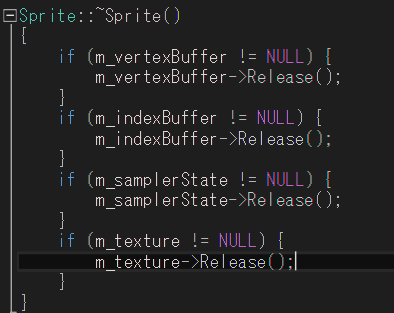 Sprite::~Sprite()
{
    if (m_vertexBuffer != NULL) {
        m_vertexBuffer->Release();
    }
    if (m_indexBuffer != NULL) {
        m_indexBuffer->Release();
    }
    if (m_samplerState != NULL) {
        m_samplerState->Release();
    }
    if (m_texture != NULL) {
        m_texture->Release();
    }
}